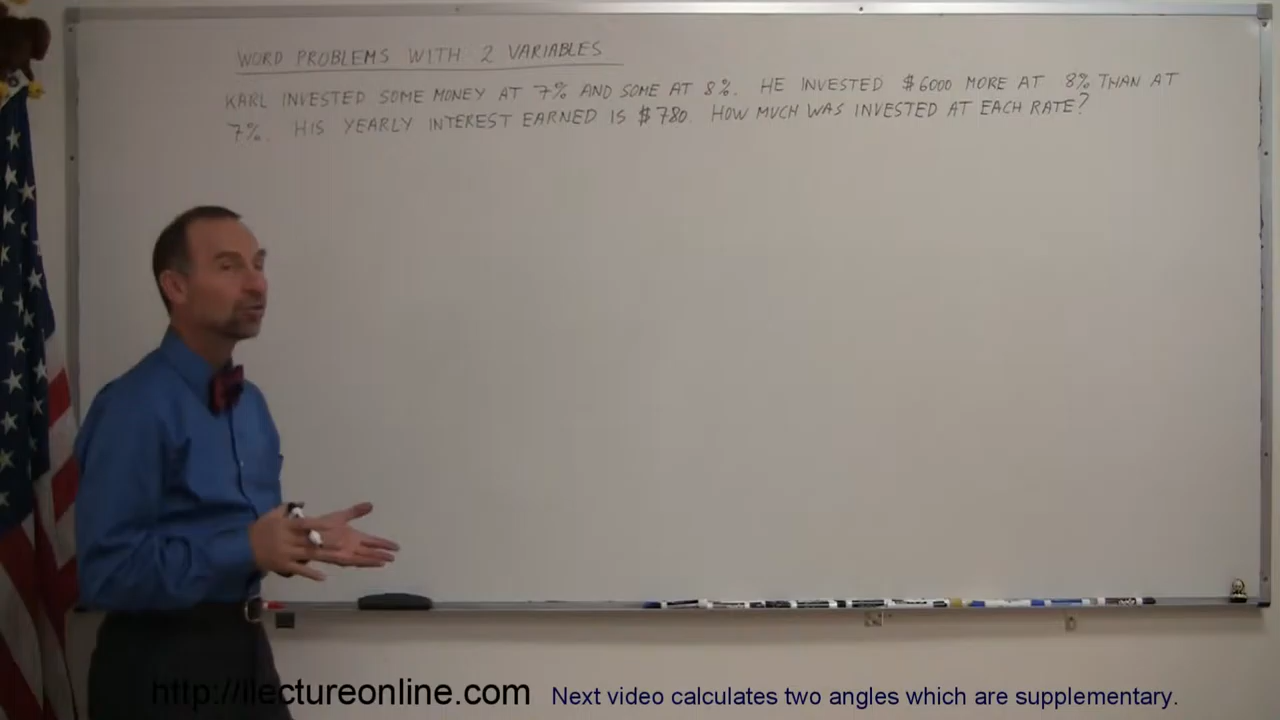 WORD PROBLEMS WITH 2 VARIABLES
KARL INVESTED SOME MONEY AT 7% AND SOME AT 8%. HE INVESTED $6000 MORE AT 8% THAN AT
7%. HIS YEARLY INTEREST EARNED IS $780. HOW MUCH WAS INVESTED AT EACH RATE?
http://ilectureonline.com Next video calculates two angles which are supplementary.